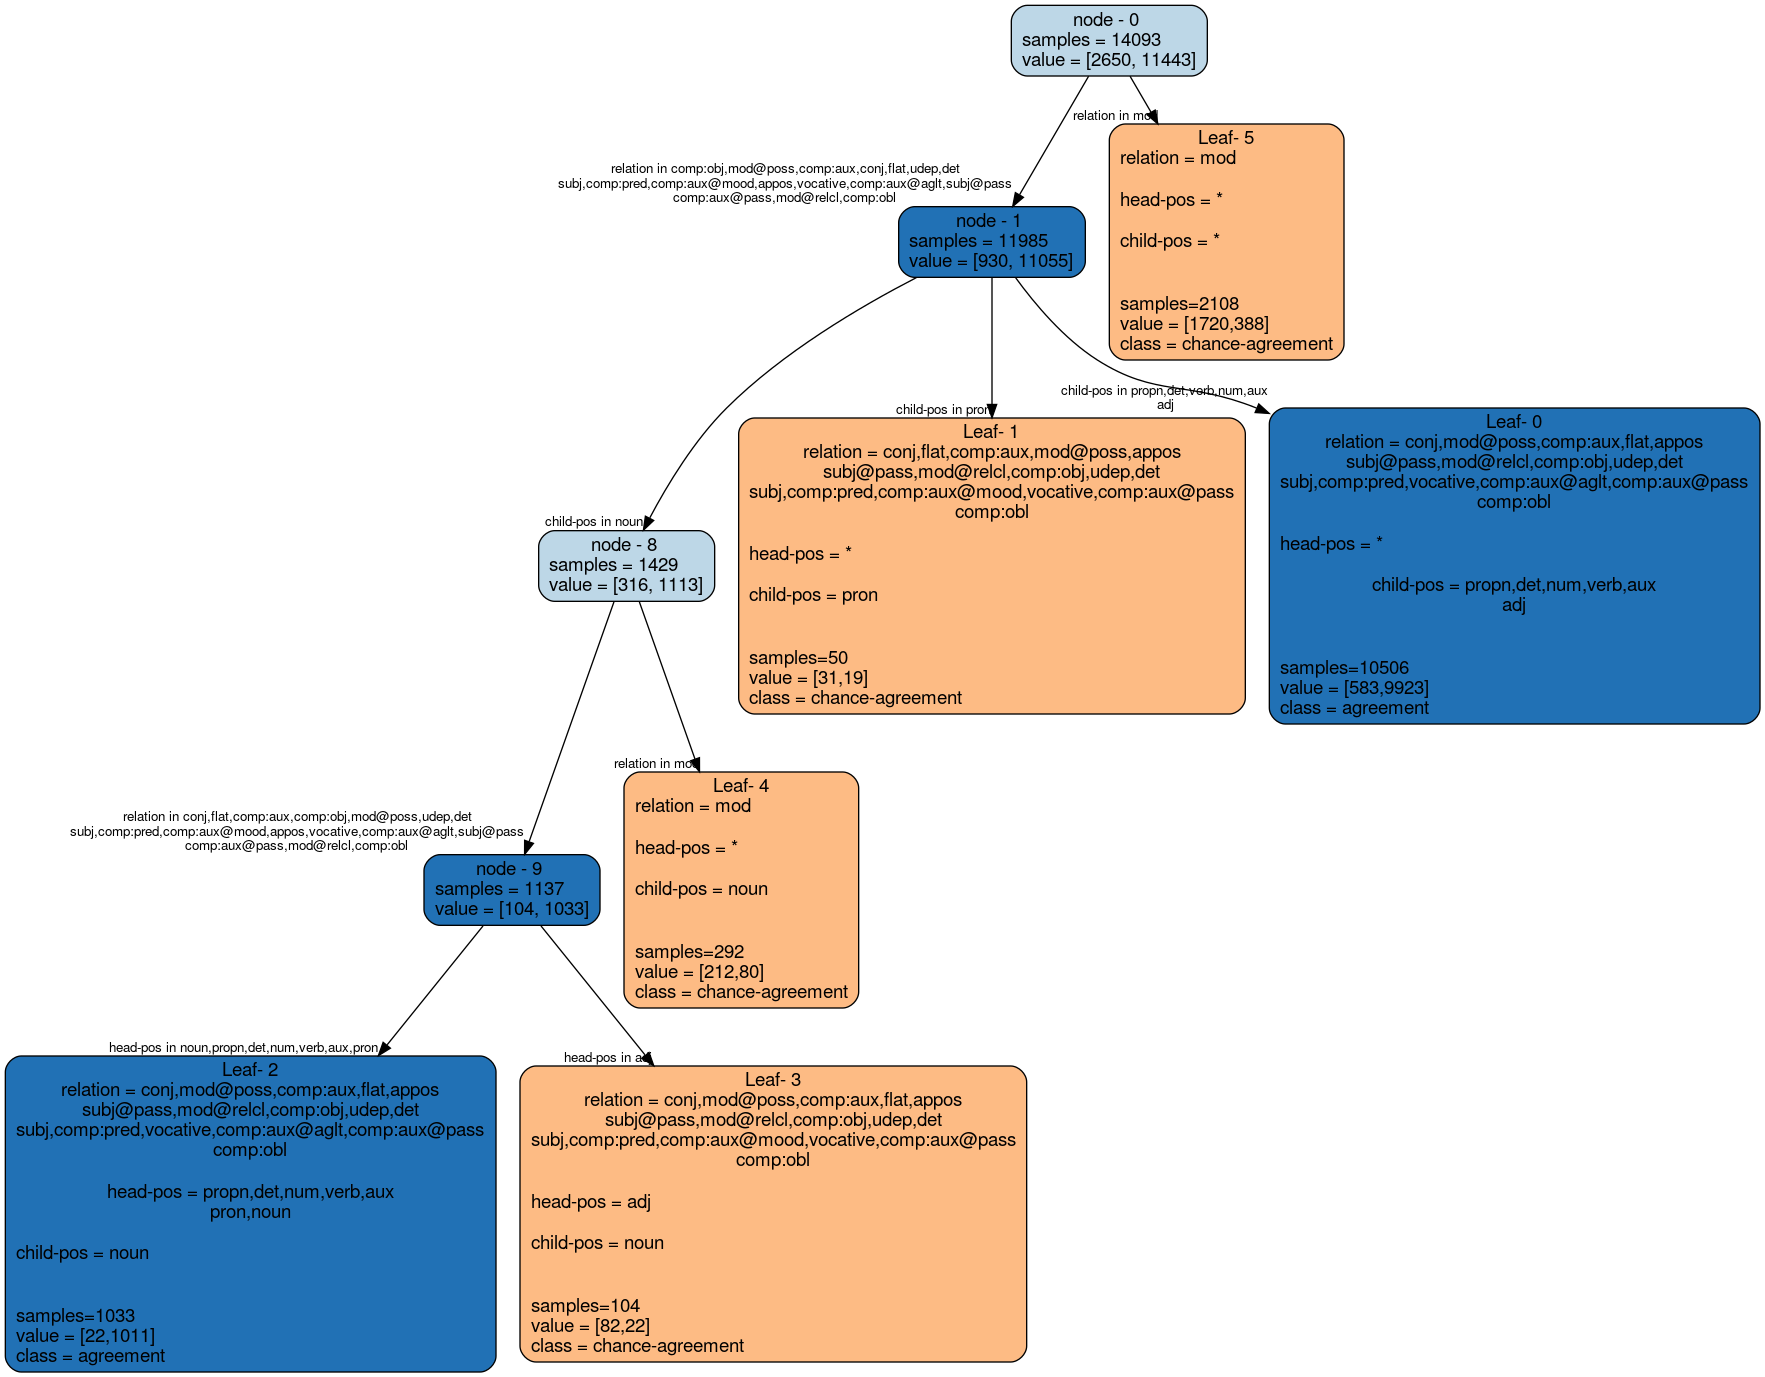 node - 0
samples = 14093
value = [2650, 11443]
relation in mod
Leaf- 5
relation = mod
head-pos = *
child-pos = *
samples=2108
value = [1720,388]
class = chance-agreement
relation in comp:obj,mod@poss,comp:aux,conj,flat,udep,det
subj,comp:pred,comp:aux@mood,appos,vocative,comp:aux@aglt,subj@pass
comp:aux@pass,mod@relcl,comp:obl
node - 1
samples = 11985
value = [930, 11055]
child-pos in noun
node - 8
samples = 1429
value = [316, 1113]
child-pos in pron
Leaf- 1
relation = conj,flat,comp:aux,mod@poss,appos
subj@pass,mod@relcl,comp:obj,udep,det
subj,comp:pred,comp:aux@mood,vocative,comp:aux@pass
comp:obl
head-pos = *
child-pos = pron
samples=50
value = [31,19]
class = chance-agreement
child-pos in propn,det,verb,num,aux
adj
Leaf- 0
relation = conj,mod@poss,comp:aux,flat,appos
subj@pass,mod@relcl,comp:obj,udep,det
subj,comp:pred,vocative,comp:aux@aglt,comp:aux@pass
comp:obl
head-pos = *
child-pos = propn,det,num,verb,aux
adj
samples=10506
value = [583,9923]
class = agreement
relation in mod
Leaf- 4
relation = mod
head-pos = *
child-pos = noun
samples=292
value = [212,80]
class = chance-agreement
relation in conj,flat,comp:aux,comp:obj,mod@poss,udep,det
subj,comp:pred,comp:aux@mood,appos,vocative,comp:aux@aglt,subj@pass
comp:aux@pass,mod@relcl,comp:obl
node - 9
samples = 1137
value = [104, 1033]
head-pos in noun,propn,det,num,verb,aux,pron
Leaf- 2
relation = conj,mod@poss,comp:aux,flat,appos
subj@pass,mod@relcl,comp:obj,udep,det
subj,comp:pred,vocative,comp:aux@aglt,comp:aux@pass
comp:obl
head-pos = propn,det,num,verb,aux
pron,noun
child-pos = noun
samples=1033
value = [22,1011]
class = agreement
head-pos in adj
Leaf- 3
relation = conj,mod@poss,comp:aux,flat,appos
subj@pass,mod@relcl,comp:obj,udep,det
subj,comp:pred,comp:aux@mood,vocative,comp:aux@pass
comp:obl
head-pos = adj
child-pos = noun
samples=104
value = [82,22]
class = chance-agreement